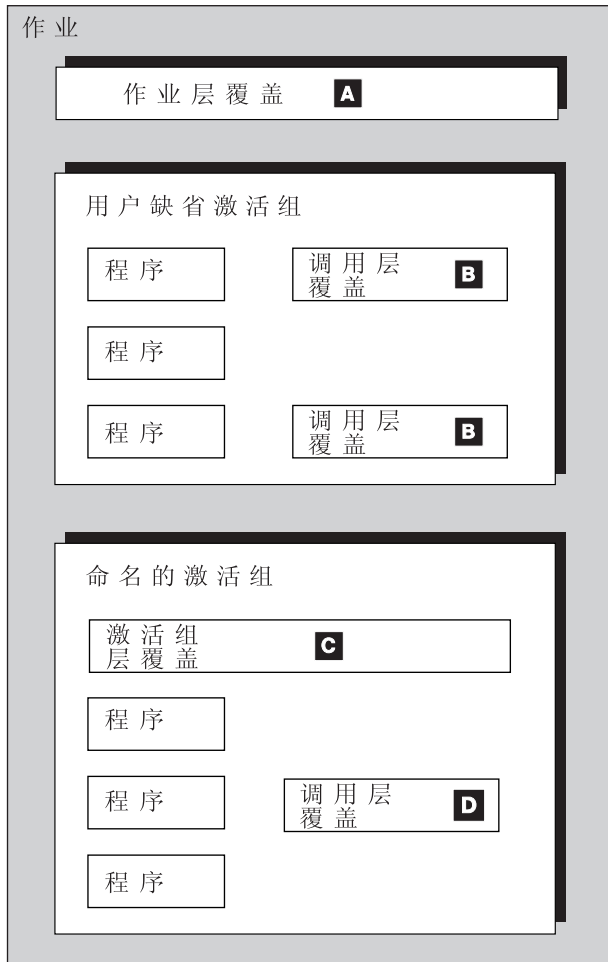 作业
作业层覆盖 A
用户缺省激活组
程序
调用层
覆盖 B
程序
程序
调用层
覆盖 B
命名的激活组
激活组
层覆盖 C
程序
程序
调用层
覆盖 D
程序